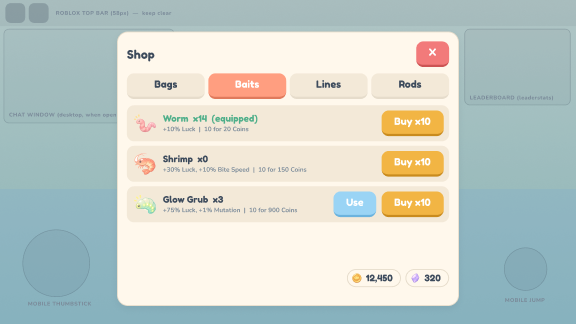 ROBLOX TOP BAR (58px) — keep clear
Shop
X
Bags
Baits
Lines
Rods
Worm x14 (equipped)
+10% Luck | 10 for 20 Coins
Buy x10
Shrimp x0
+30% Luck, +10% Bite Speed | 10 for 150 Coins
Buy x10
Glow Grub x3
+75% Luck, +1% Mutation | 10 for 900 Coins
Use
Buy x10
12,450
320
CHAT WINDOW (desktop, when open
LEADERBOARD (leaderstats)
MOBILE THUMBSTICK
MOBILE JUMP